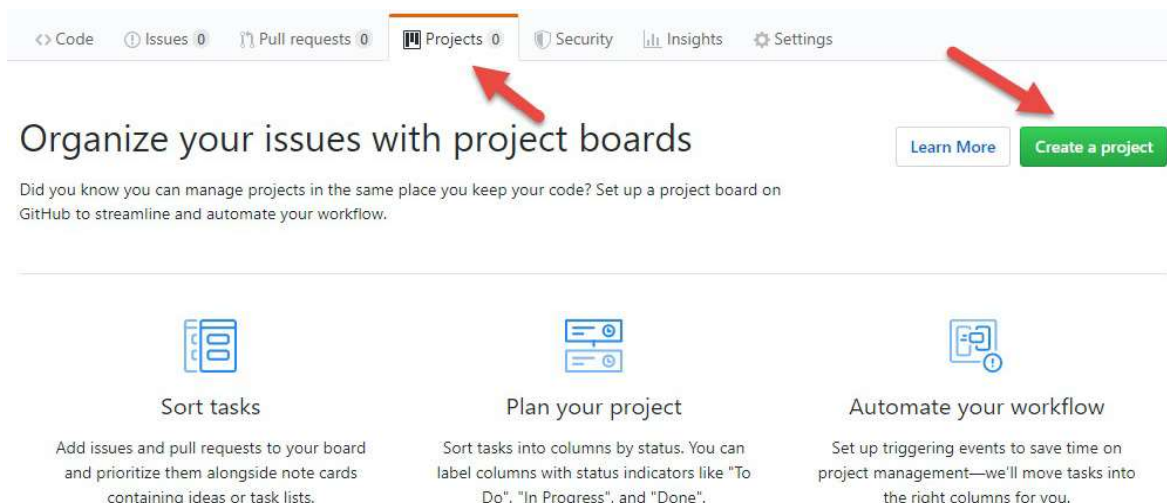 Code Issues 0 Pull requests 0 Projects 0 Security Insights Settings
Organize your issues with project boards
Learn More Create a project
Did you know you can manage projects in the same place you keep your code? Set up a project board on
GitHub to streamline and automate your workflow.
Sort tasks
Add issues and pull requests to your board
and prioritize them alongside note cards
containing ideas or task lists.
Plan your project
Sort tasks into columns by status. You can
label columns with status indicators like "To
Do", "In Progress", and "Done".
Automate your workflow
Set up triggering events to save time on
project management—we'll move tasks into
the right columns for you.